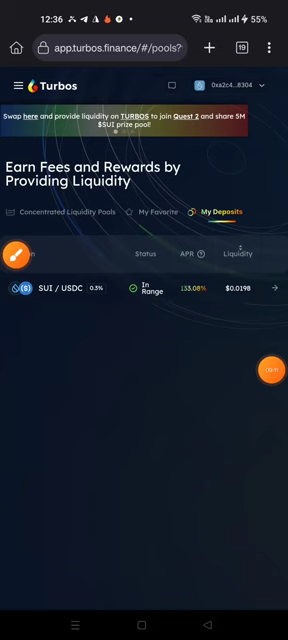 12:36
55%
app.turbos.finance/#/pools?
19
Turbos
0xa2c4...8304
Swap here and provide liquidity on TURBOS to join Quest 2 and share 5M
$SUI prize pool!
Earn Fees and Rewards by
Providing Liquidity
Concentrated Liquidity Pools My Favorite My Deposits
Status APR Liquidity
SUI / USDC 0.3% In Range 133.08% $0.0198